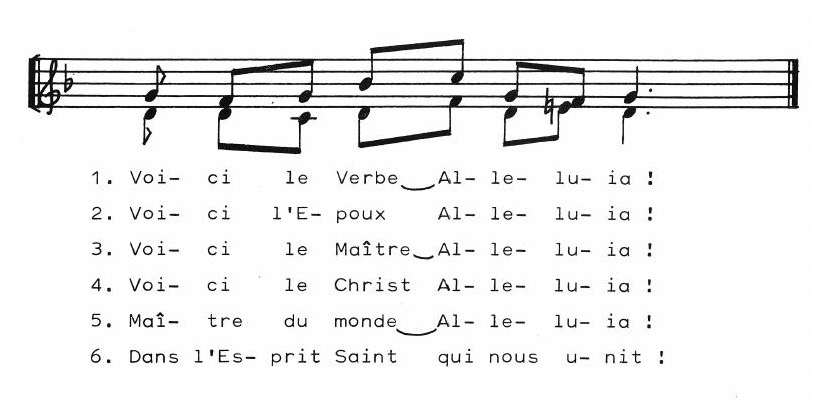 1. Voi- ci le Verbe‿Al- le- lu- ia !
2. Voi- ci l'E- poux Al- le- lu- ia !
3. Voi- ci le Maître‿Al- le- lu- ia !
4. Voi- ci le Christ Al- le- lu- ia !
5. Maî- tre du monde‿Al- le- lu- ia !
6. Dans l'Es- prit Saint qui nous u- nit !